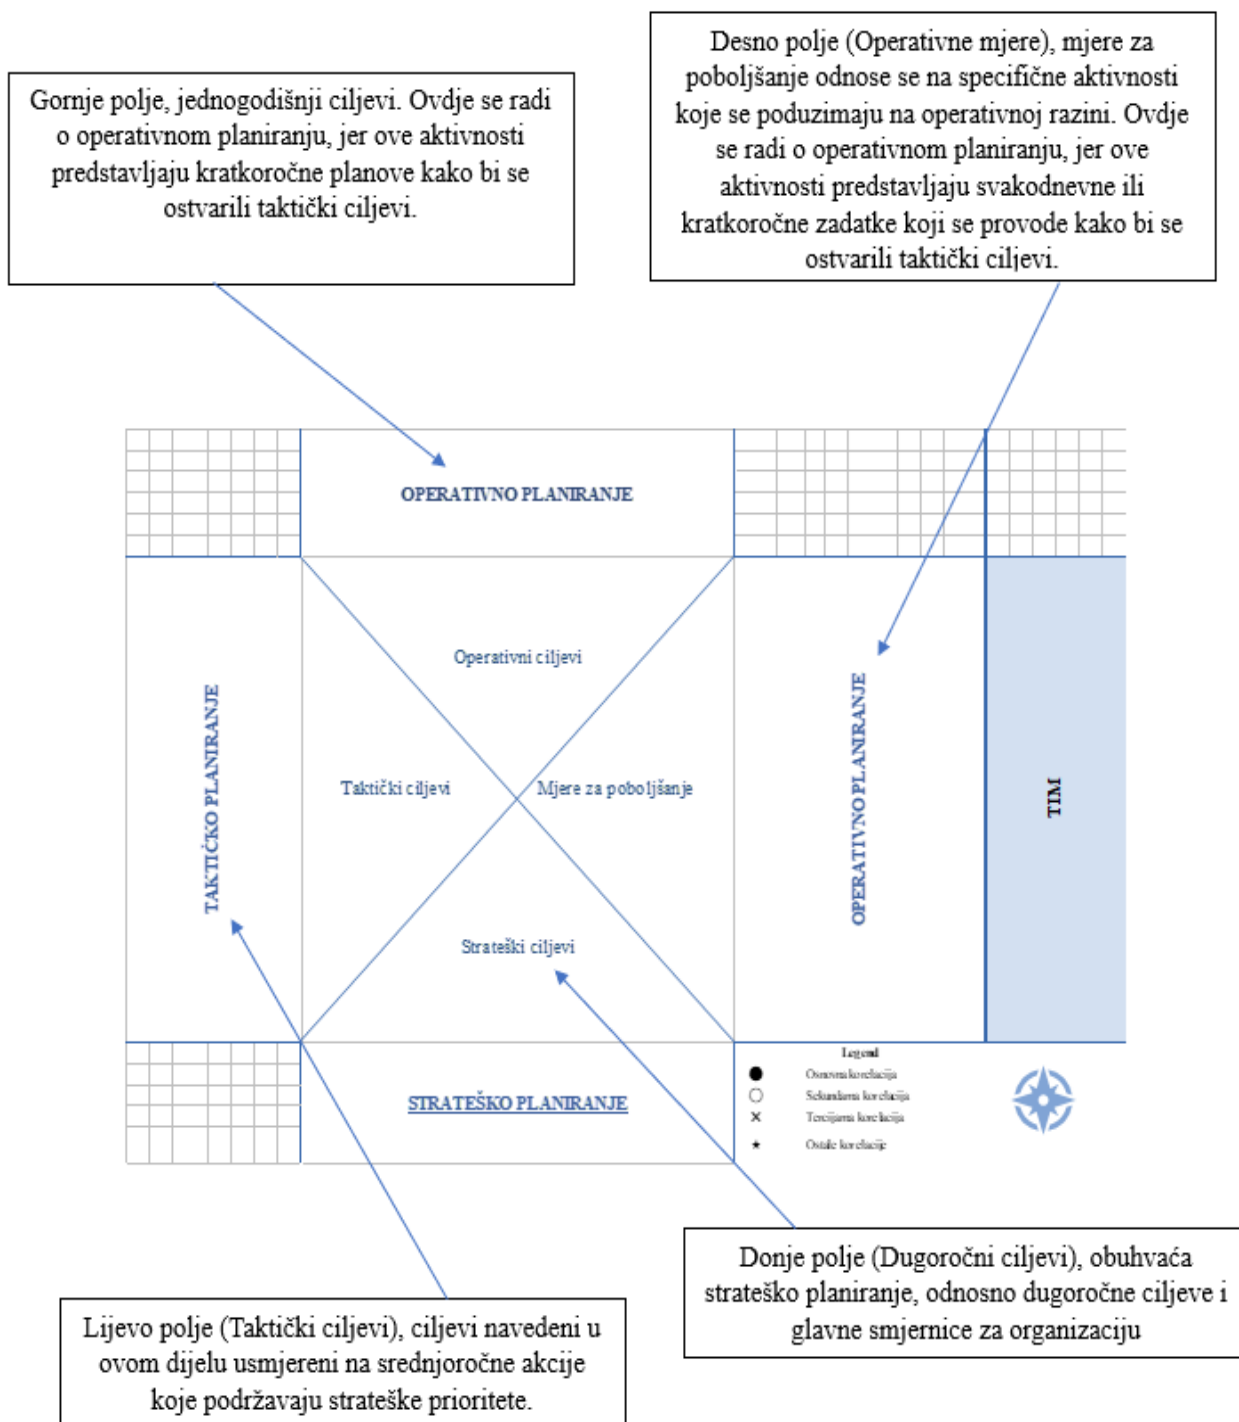 Gornje polje, jednogodišnji ciljevi. Ovdje se radi
o operativnom planiranju, jer ove aktivnosti
predstavljaju kratkoročne planove kako bi se
ostvarili taktički ciljevi.
Desno polje (Operativne mjere), mjere za
poboljšanje odnose se na specifične aktivnosti
koje se poduzimaju na operativnoj razini. Ovdje
se radi o operativnom planiranju, jer ove
aktivnosti predstavljaju svakodnevne ili
kratkoročne zadatke koji se provode kako bi se
ostvarili taktički ciljevi.
OPERATIVNO PLANIRANJE
Operativni ciljevi
TAKTIČKO PLANIRANJE
Taktički ciljevi
Mjere za poboljšanje
OPERATIVNO PLANIRANJE
TIM
Strateški ciljevi
STRATEŠKO PLANIRANJE
Legend
Osnovna korelacija
Sekundarna korelacija
Tercijarna korelacija
Ostale korelacije
Donje polje (Dugoročni ciljevi), obuhvaća
strateško planiranje, odnosno dugoročne ciljeve i
glavne smjernice za organizaciju
Lijevo polje (Taktički ciljevi), ciljevi navedeni u
ovom dijelu usmjereni na srednjoročne akcije
koje podržavaju strateške prioritete.